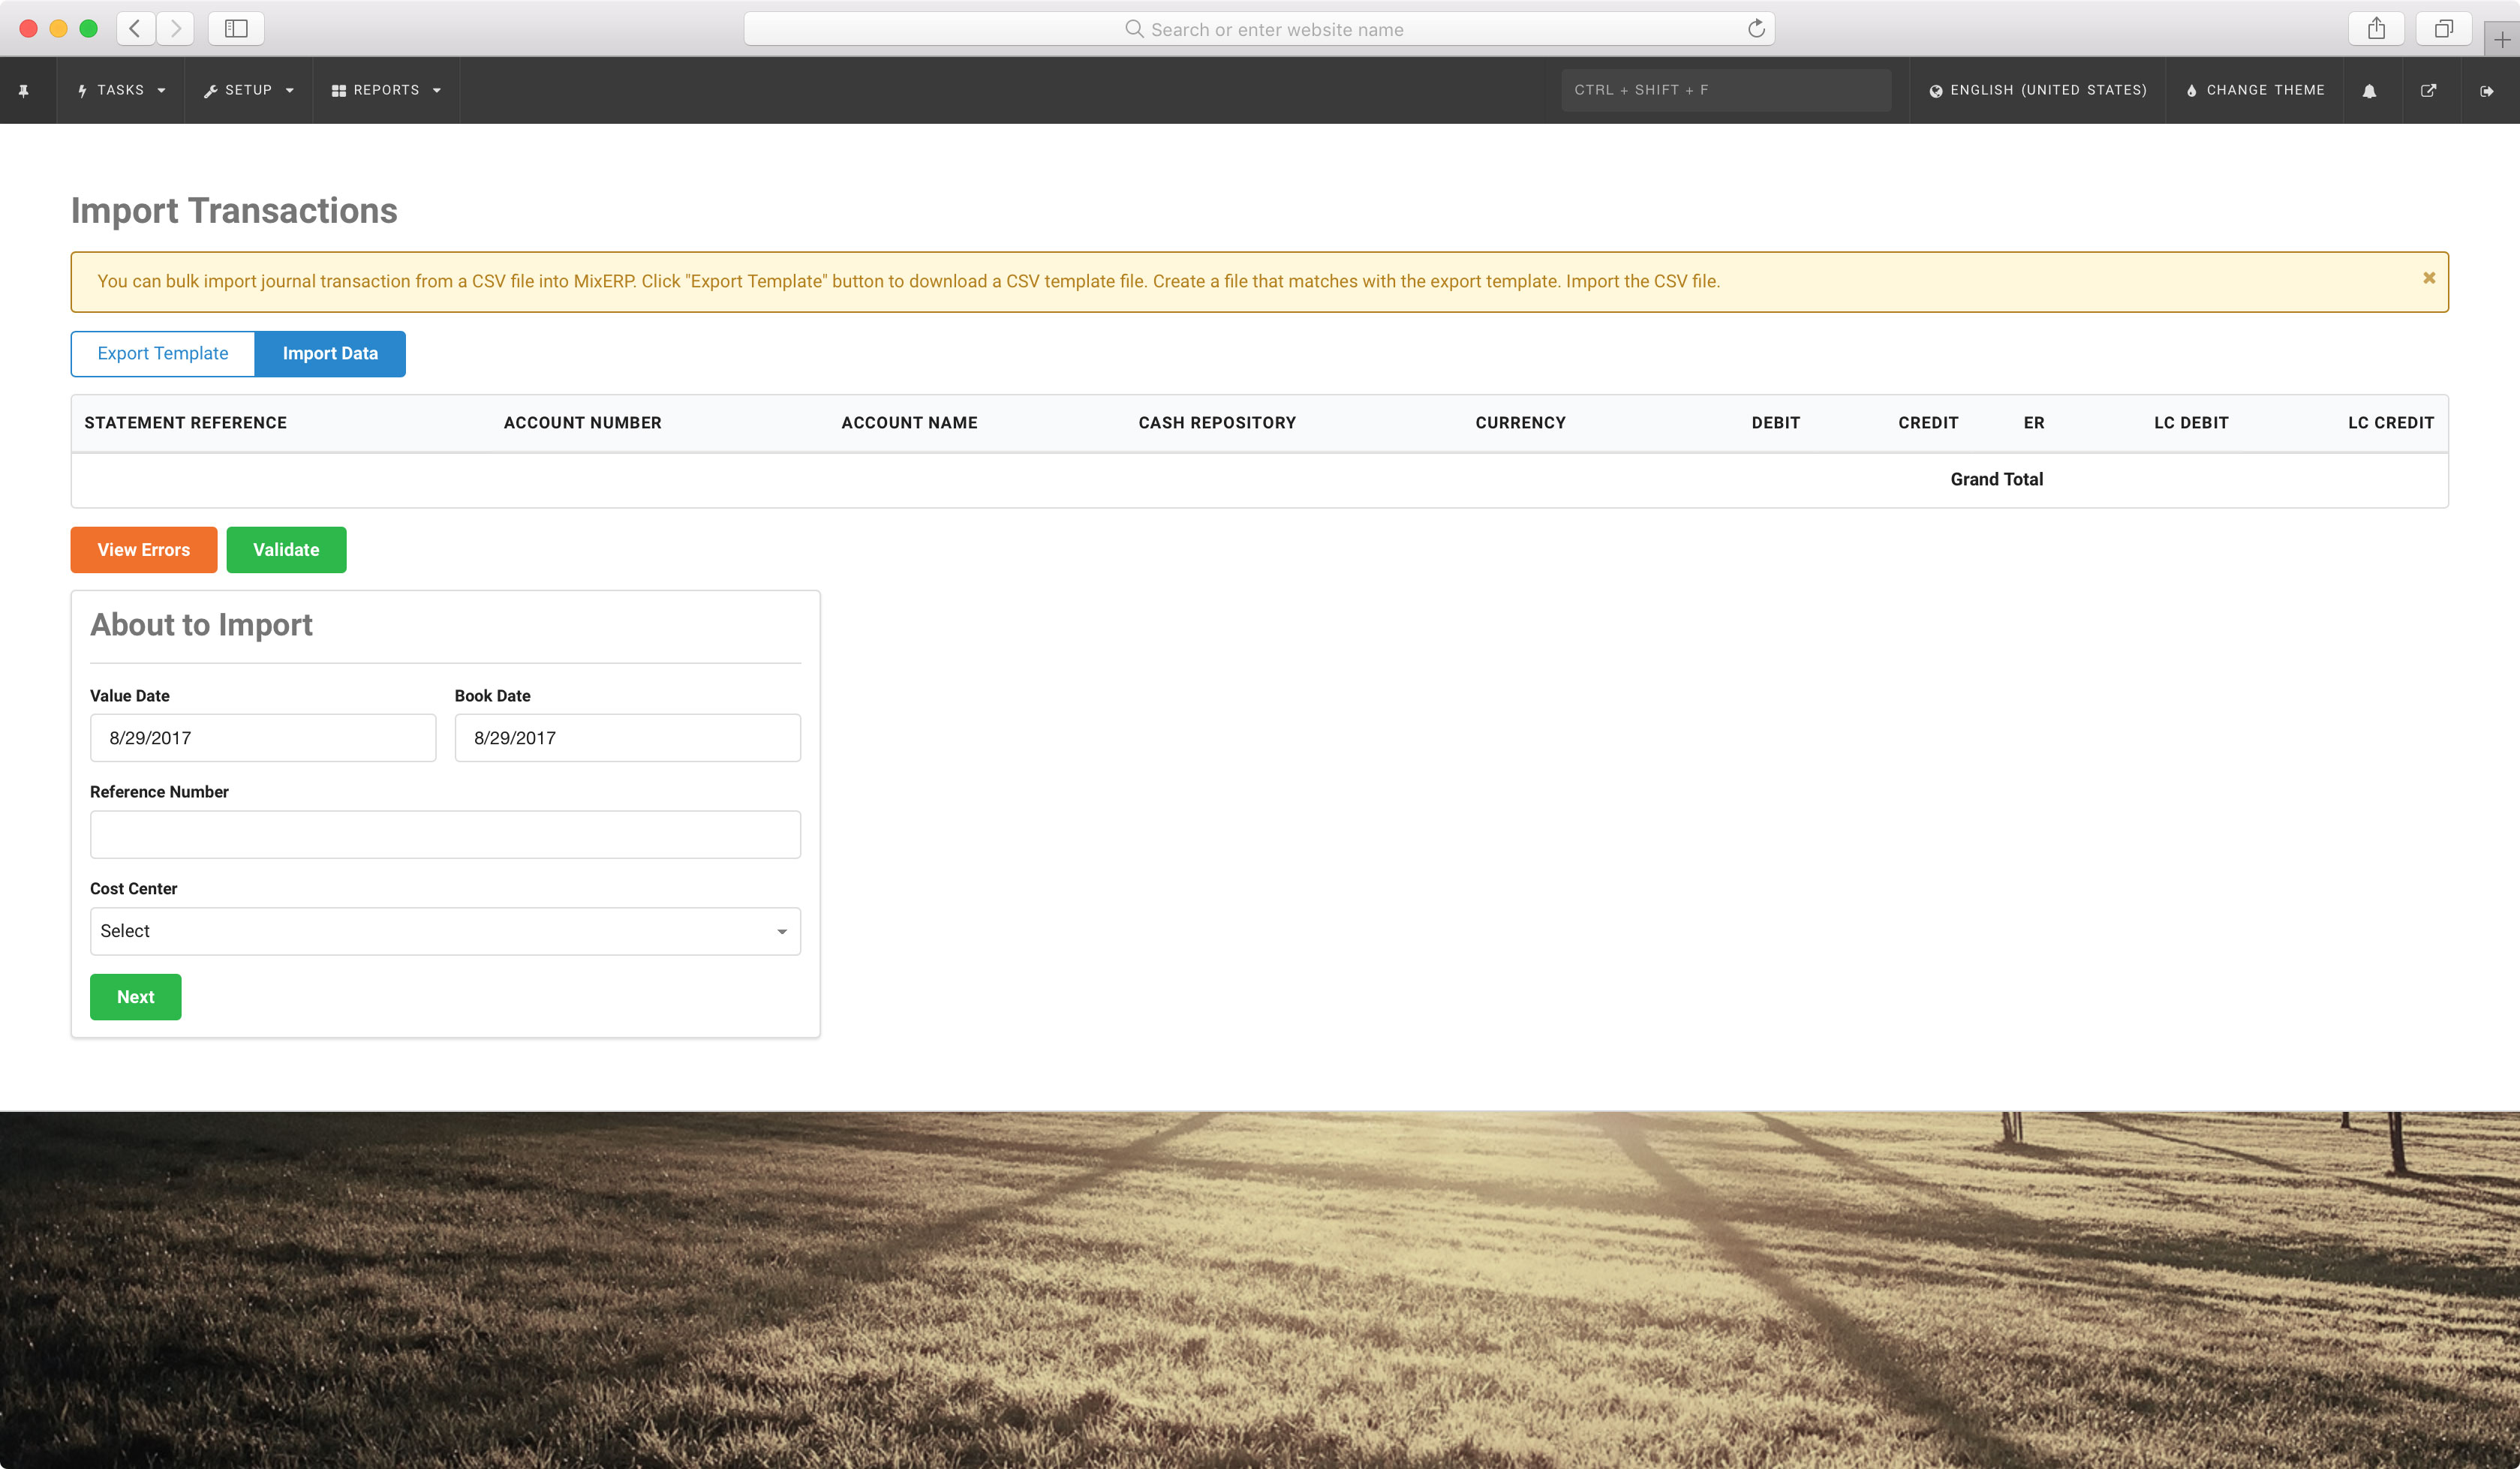 Search or enter website name
TASKS SETUP REPORTS CTRL + SHIFT + F ENGLISH (UNITED STATES) CHANGE THEME
Import Transactions
You can bulk import journal transaction from a CSV file into MixERP. Click "Export Template" button to download a CSV template file. Create a file that matches with the export template. Import the CSV file.
Export Template Import Data
STATEMENT REFERENCE ACCOUNT NUMBER ACCOUNT NAME CASH REPOSITORY CURRENCY DEBIT CREDIT ER LC DEBIT LC CREDIT
Grand Total
View Errors Validate
About to Import
Value Date Book Date
8/29/2017 8/29/2017
Reference Number
Cost Center
Select
Next